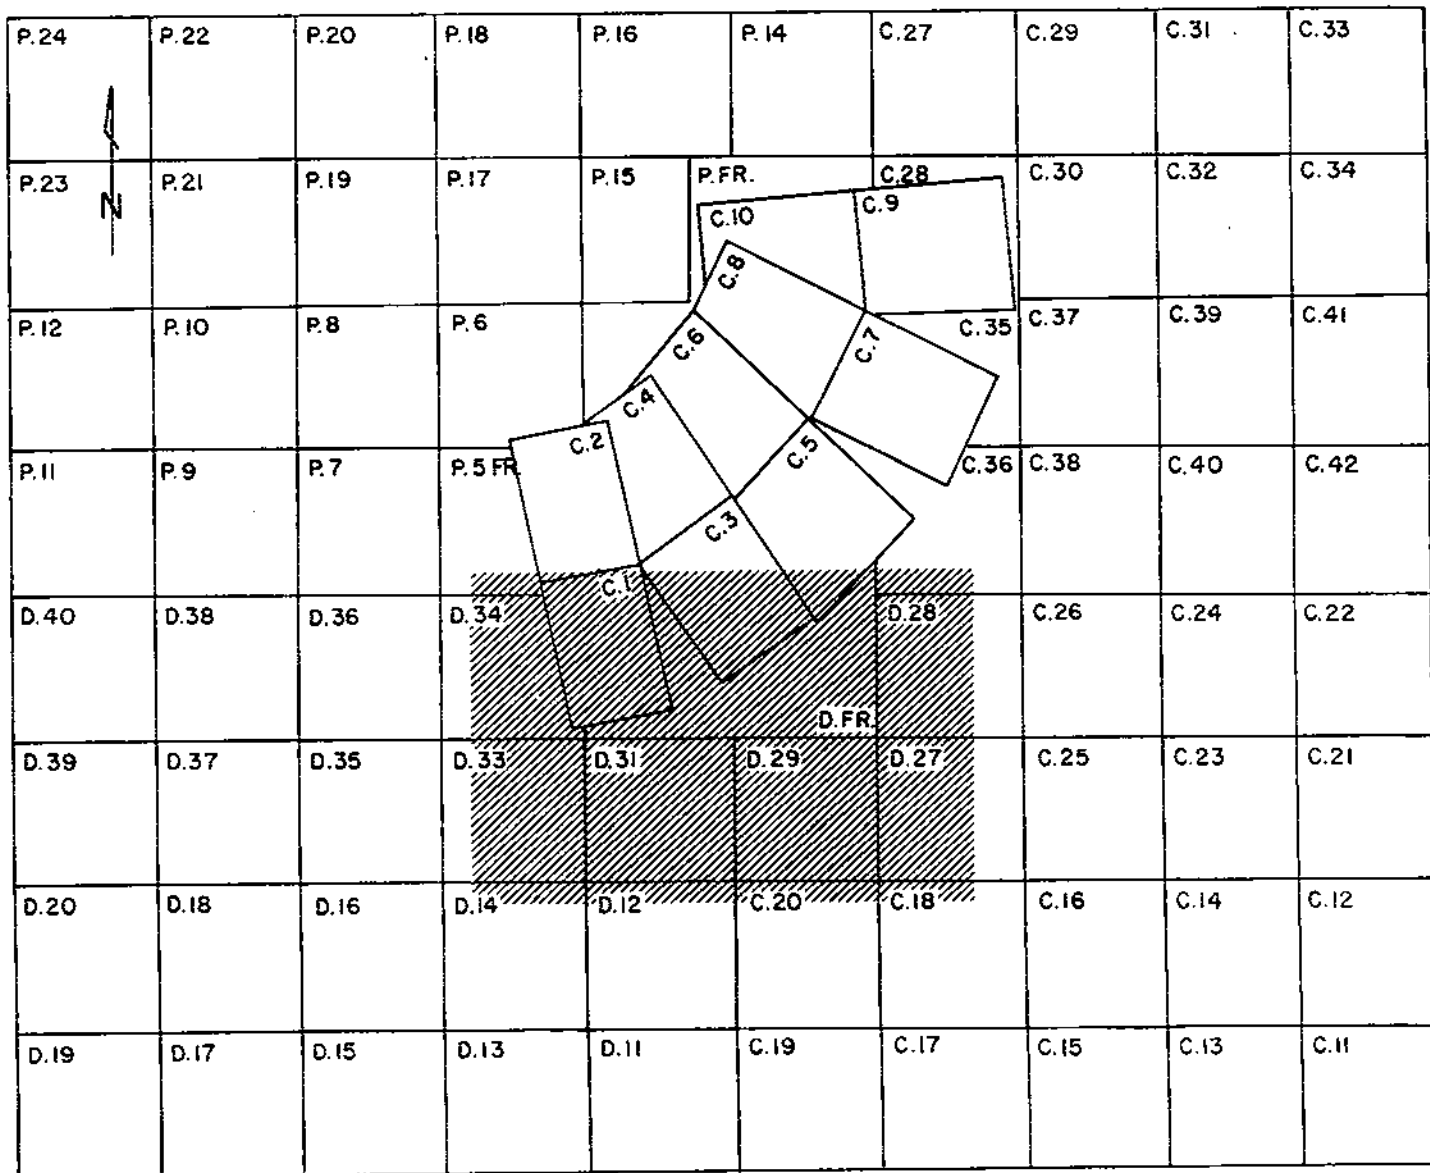 P.24 P.22 P.20 P.18 P.16 P.14 C.27 C.29 C.31 C.33
N
P.23 P.21 P.19 P.17 P.15 P.FR. C.28 C.30 C.32 C.34
C.10 C.9
C.8
P.12 P.10 P.8 P.6 C.6 C.7 C.35 C.37 C.39 C.41
C.4
C.2
P.11 P.9 P.7 P.5 FR. C.5 C.36 C.38 C.40 C.42
C.3
C.1
D.40 D.38 D.36 D.34 D.28 C.26 C.24 C.22
D.FR.
D.39 D.37 D.35 D.33 D.31 D.29 D.27 C.25 C.23 C.21
D.20 D.18 D.16 D.14 D.12 C.20 C.18 C.16 C.14 C.12
D.19 D.17 D.15 D.13 D.11 C.19 C.17 C.15 C.13 C.11